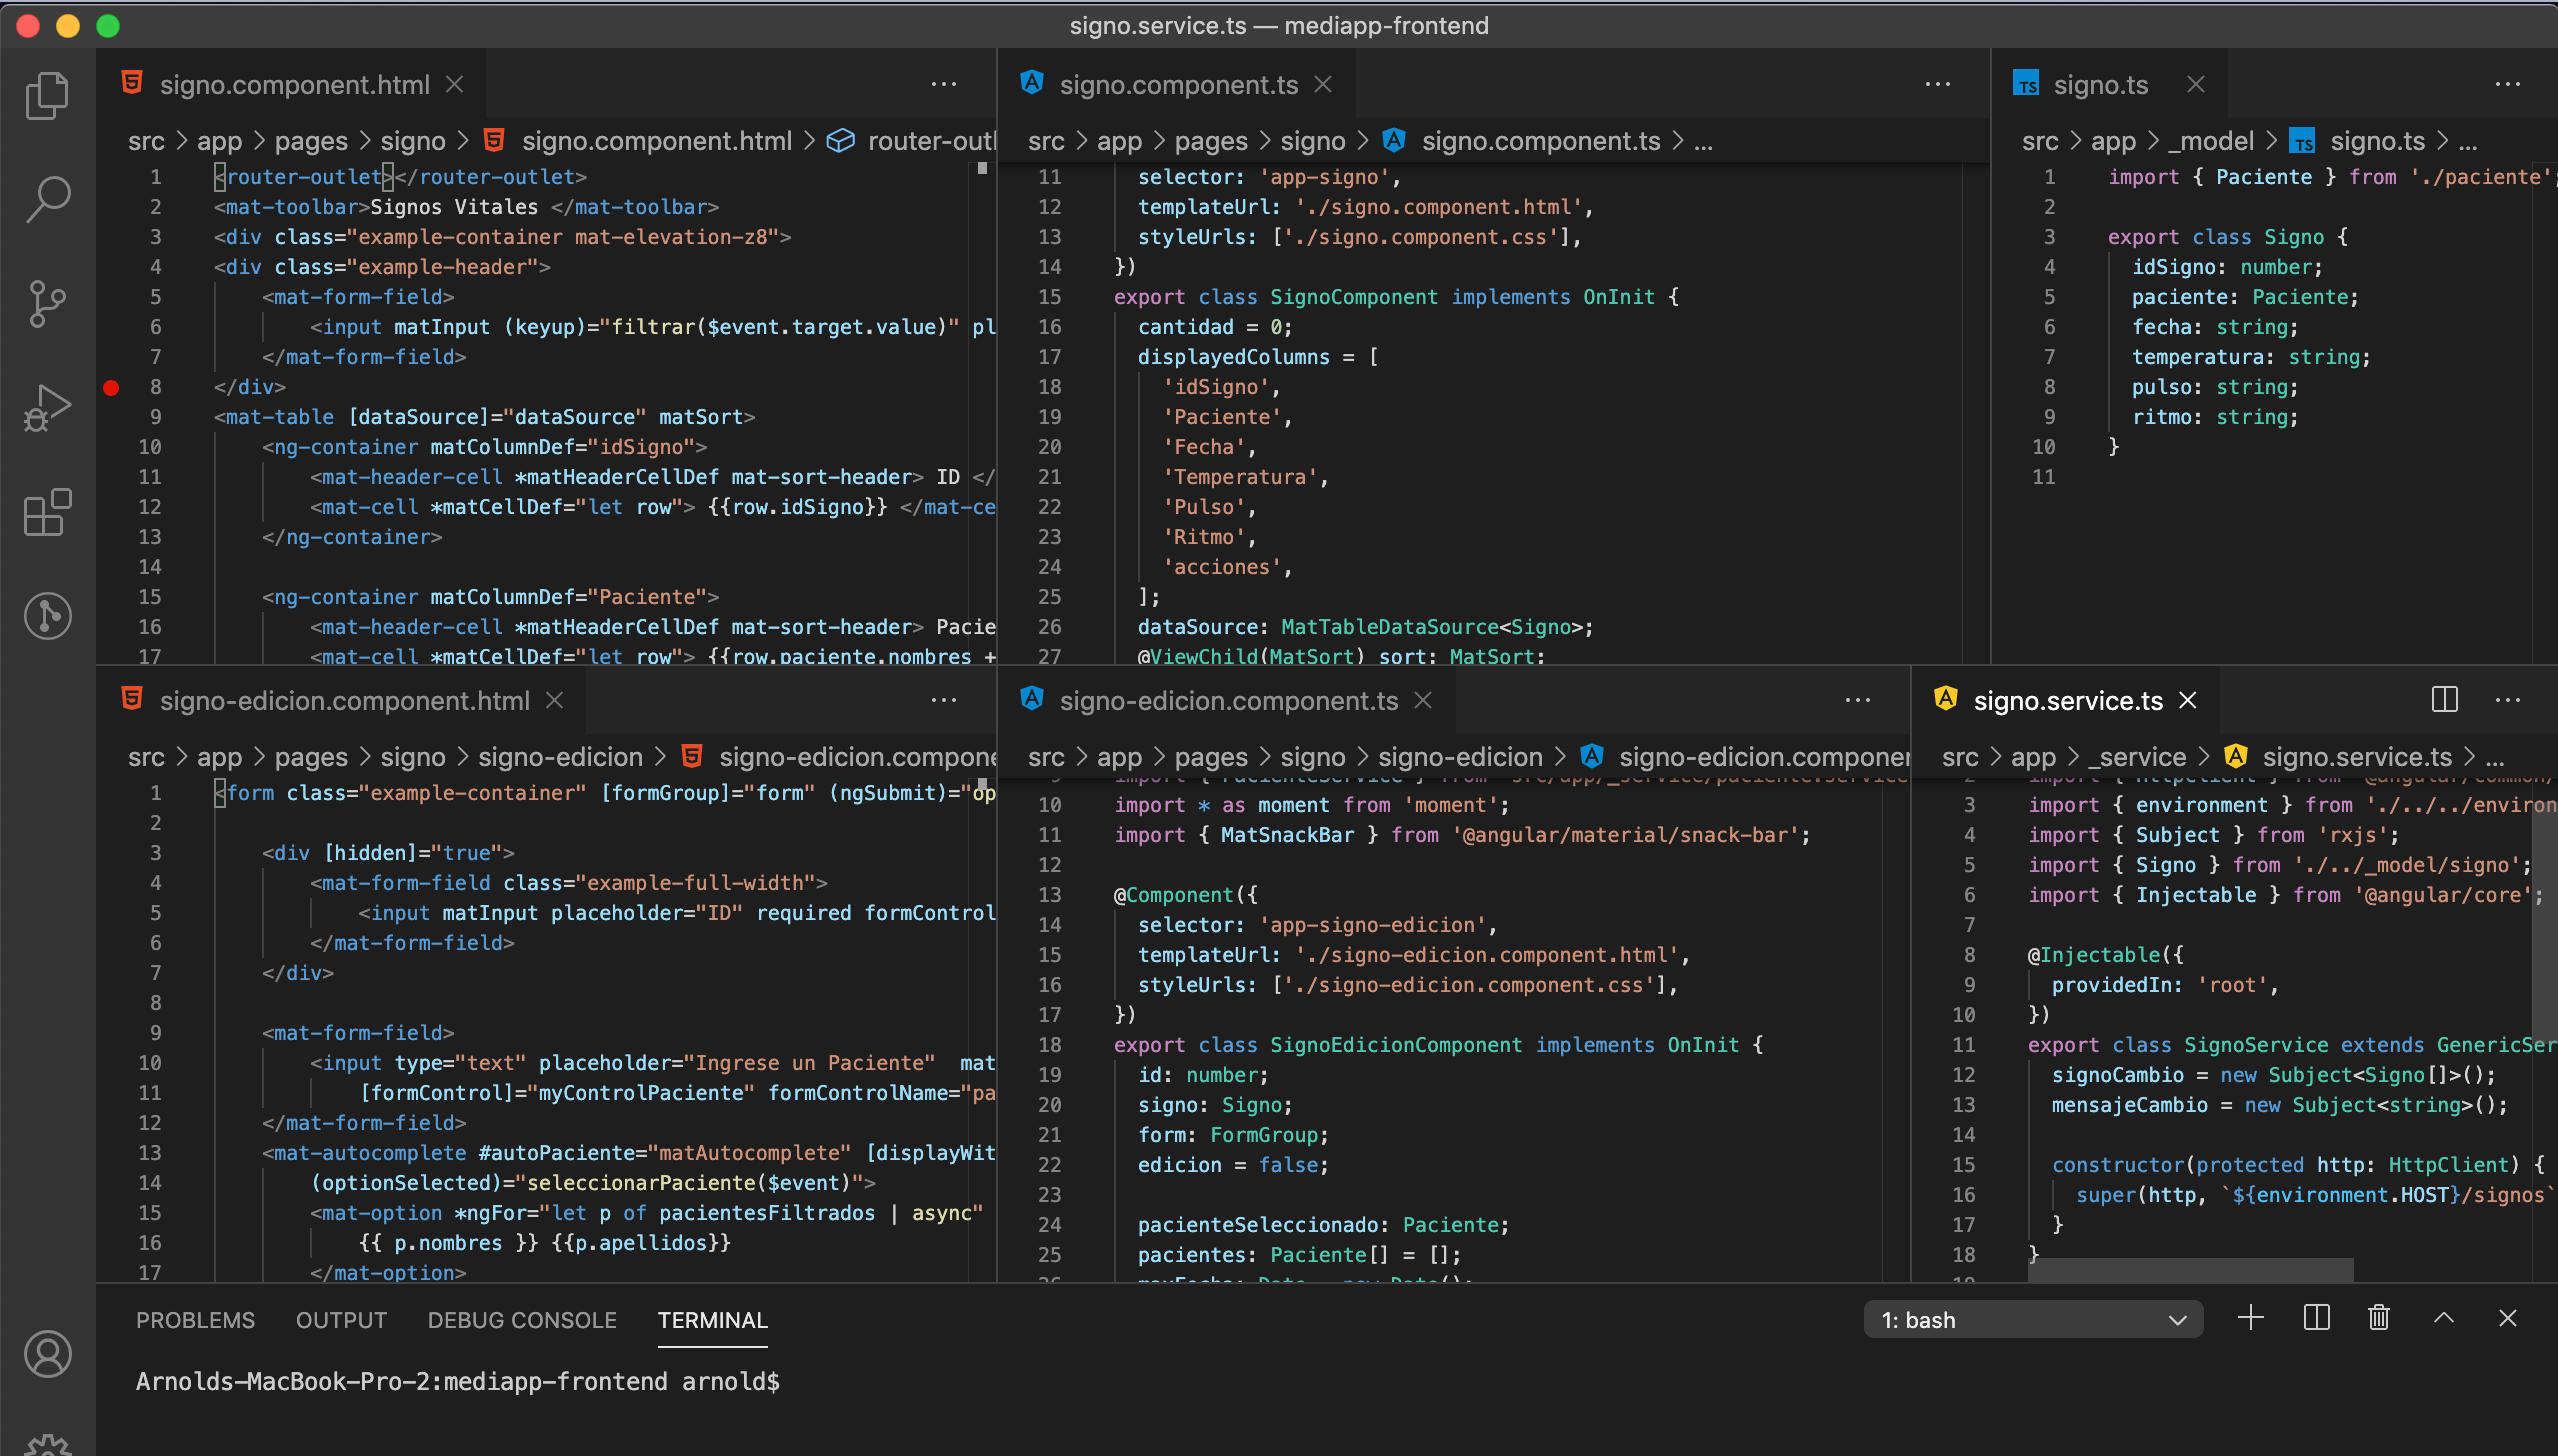 signo.service.ts — mediapp-frontend
signo.component.html
src > app > pages > signo > signo.component.html >
1 <router-outlet></router-outlet>
2 <mat-toolbar>Signos Vitales </mat-toolbar>
3 <div class="example-container mat-elevation-z8">
4 <div class="example-header">
5 <mat-form-field>
6 <input matInput (keyup)="filtrar($event.target.value)"
7 </mat-form-field>
8 </div>
9 <mat-table [dataSource]="dataSource" matSort>
10 <ng-container matColumnDef="idSigno">
11 <mat-header-cell *matHeaderCellDef mat-sort-header> ID </
12 <mat-cell *matCellDef="let row"> {{row.idSigno}}
13 </ng-container>
14
15 <ng-container matColumnDef="Paciente">
16 <mat-header-cell *matHeaderCellDef mat-sort-header>
17 <mat-cell *matCellDef="let row"> {{row.paciente.nombres +
signo.component.ts
src > app > pages > signo > signo.component.ts > ...
11 selector: 'app-signo',
12 templateUrl: './signo.component.html',
13 styleUrls: ['./signo.component.css'],
14 })
15 export class SignoComponent implements OnInit {
16 cantidad = 0;
17 displayedColumns = [
18 'idSigno',
19 'Paciente',
20 'Fecha',
21 'Temperatura',
22 'Pulso',
23 'Ritmo',
24 'acciones',
25 ];
26 dataSource: MatTableDataSource<Signo>;
27 @ViewChild(MatSort) sort: MatSort;
signo.ts
src > app > _model > signo.ts > ...
1 import { Paciente } from './paciente';
2
3 export class Signo {
4 idSigno: number;
5 paciente: Paciente;
6 fecha: string;
7 temperatura: string;
8 pulso: string;
9 ritmo: string;
10 }
11
signo-edicion.component.html
src > app > pages > signo > signo-edicion >
1 <form class="example-container" [formGroup]="form" (ngSubmit)=
2
3 <div [hidden]="true">
4 <mat-form-field class="example-full-width">
5 <input matInput placeholder="ID" required
6 </mat-form-field>
7 </div>
8
9 <mat-form-field>
10 <input type="text" placeholder="Ingrese un Paciente"
11 [formControl]="myControlPaciente" formControlName=
12 </mat-form-field>
13 <mat-autocomplete #autoPaciente="matAutocomplete"
14 (optionSelected)="seleccionarPaciente($event)">
15 <mat-option *ngFor="let p of pacientesFiltrados | async"
16 {{ p.nombres }} {{p.apellidos}}
17 </mat-option>
signo-edicion.component.ts
src > app > pages > signo > signo-edicion >
10 import * as moment from 'moment';
11 import { MatSnackBar } from '@angular/material/snack-bar';
12
13 @Component({
14 selector: 'app-signo-edicion',
15 templateUrl: './signo-edicion.component.html',
16 styleUrls: ['./signo-edicion.component.css'],
17 })
18 export class SignoEdicionComponent implements OnInit {
19 id: number;
20 signo: Signo;
21 form: FormGroup;
22 edicion = false;
23
24 pacienteSeleccionado: Paciente;
25 pacientes: Paciente[] = [];
signo.service.ts
src > app > _service > signo.service.ts > ...
3 import { environment } from
4 import { Subject } from 'rxjs';
5 import { Signo } from './../_model/signo';
6 import { Injectable } from '@angular/core';
7
8 @Injectable({
9 providedIn: 'root',
10 })
11 export class SignoService extends
12 signoCambio = new Subject<Signo[]>();
13 mensajeCambio = new Subject<string>();
14
15 constructor(protected http: HttpClient) {
16 super(http, `${environment.HOST}/signos`
17 }
18 }
PROBLEMS OUTPUT DEBUG CONSOLE TERMINAL
1: bash
Arnolds-MacBook-Pro-2:mediapp-frontend arnold$